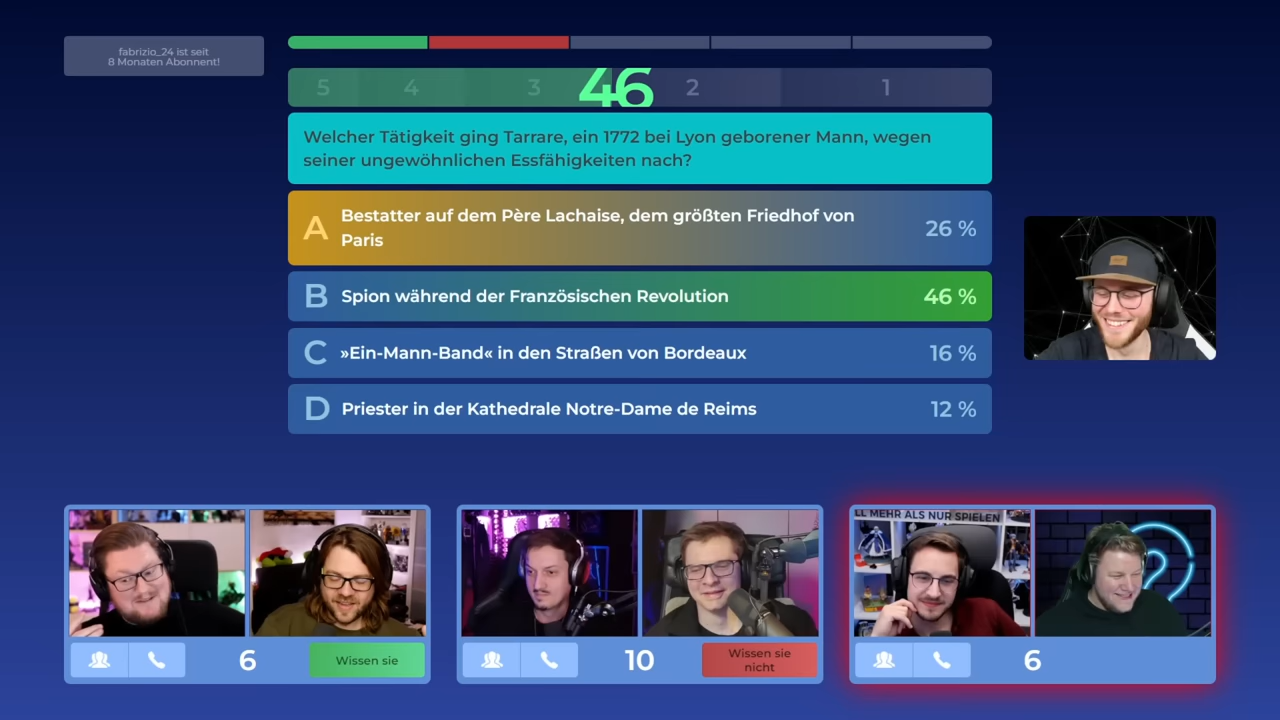 fabrizio_24 ist seit
8 Monaten Abonnent!
5 4 3 46 2 1
Welcher Tätigkeit ging Tarrare, ein 1772 bei Lyon geborener Mann, wegen
seiner ungewöhnlichen Essfähigkeiten nach?
A Bestatter auf dem Père Lachaise, dem größten Friedhof von
Paris
26 %
B Spion während der Französischen Revolution 46 %
C »Ein-Mann-Band« in den Straßen von Bordeaux 16 %
D Priester in der Kathedrale Notre-Dame de Reims 12 %
LL MEHR ALS NUR SPIELEN
6 Wissen sie
10 Wissen sie
nicht
6